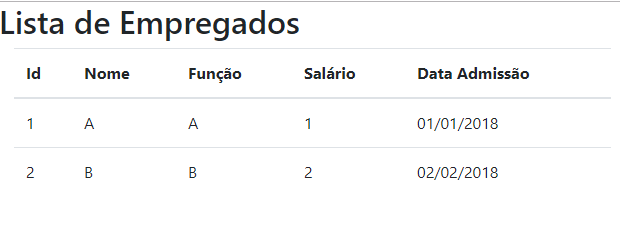 Lista de Empregados
Id Nome Função Salário Data Admissão
1 A A 1 01/01/2018
2 B B 2 02/02/2018